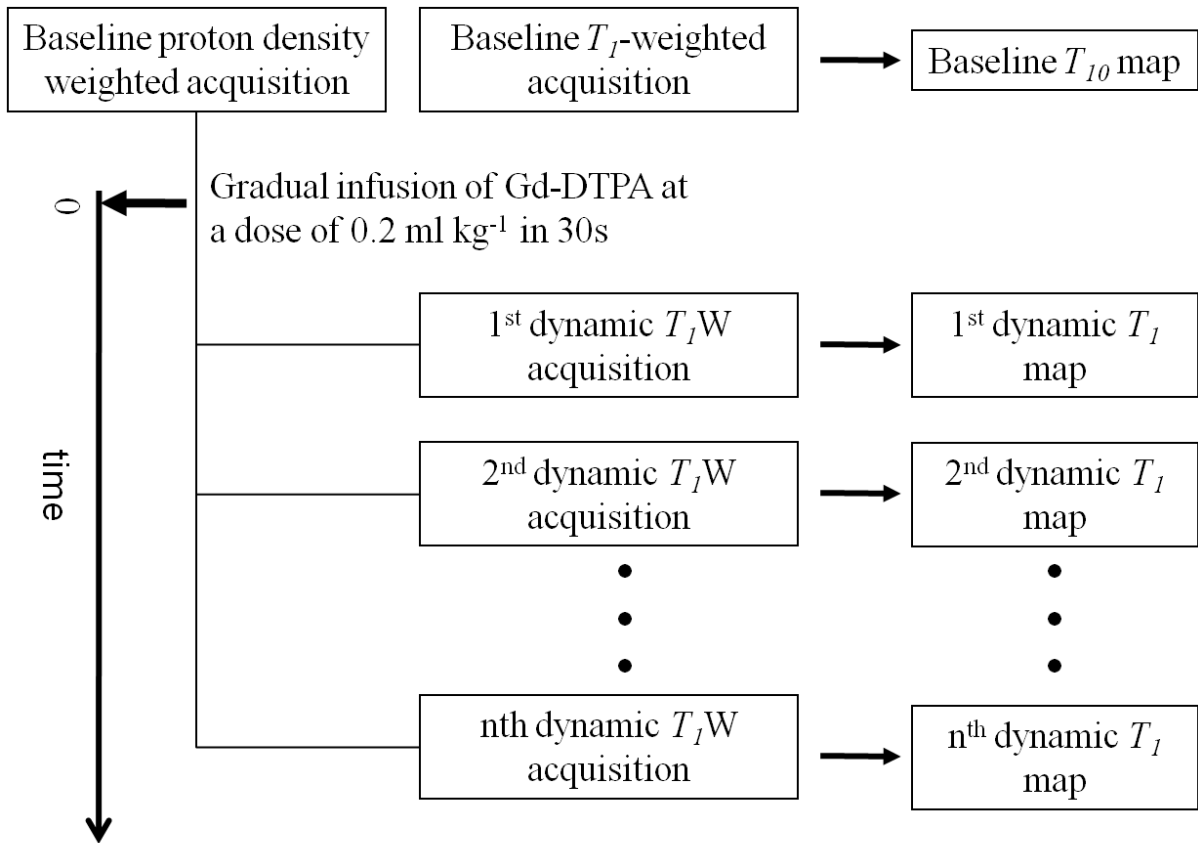 Baseline proton density
weighted acquisition
Baseline T₁-weighted
acquisition
Baseline T₁₀ map
0
Gradual infusion of Gd-DTPA at
a dose of 0.2 ml kg⁻¹ in 30s
1ˢᵗ dynamic T₁W
acquisition
1ˢᵗ dynamic T₁
map
time
2ⁿᵈ dynamic T₁W
acquisition
2ⁿᵈ dynamic T₁
map
nth dynamic T₁W
acquisition
nᵗʰ dynamic T₁
map